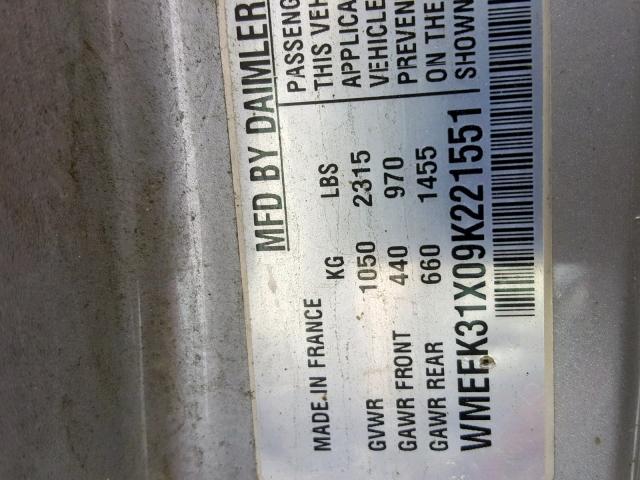 MFD BY DAIMLER
PASSENG
THIS VEH
APPLICA
VEHICLE
PREVEN
ON THE
SHOWN
MADE IN FRANCE KG LBS
GVWR 1050 2315
GAWR FRONT 440 970
GAWR REAR 660 1455
WMEEK31X09K221551